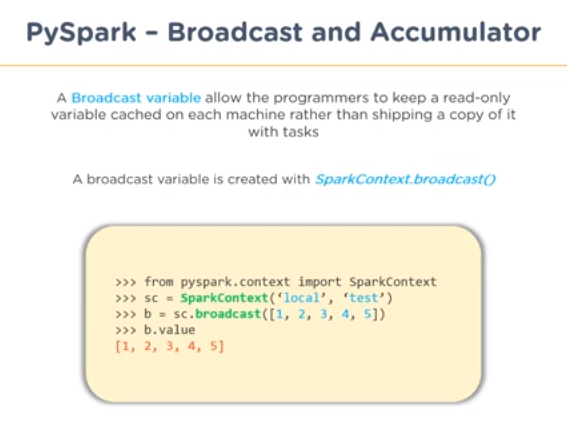 PySpark – Broadcast and Accumulator
A Broadcast variable allow the programmers to keep a read-only
variable cached on each machine rather than shipping a copy of it
with tasks
A broadcast variable is created with SparkContext.broadcast()
>>> from pyspark.context import SparkContext
>>> sc = SparkContext(‘local’, ‘test’)
>>> b = sc.broadcast([1, 2, 3, 4, 5])
>>> b.value
[1, 2, 3, 4, 5]